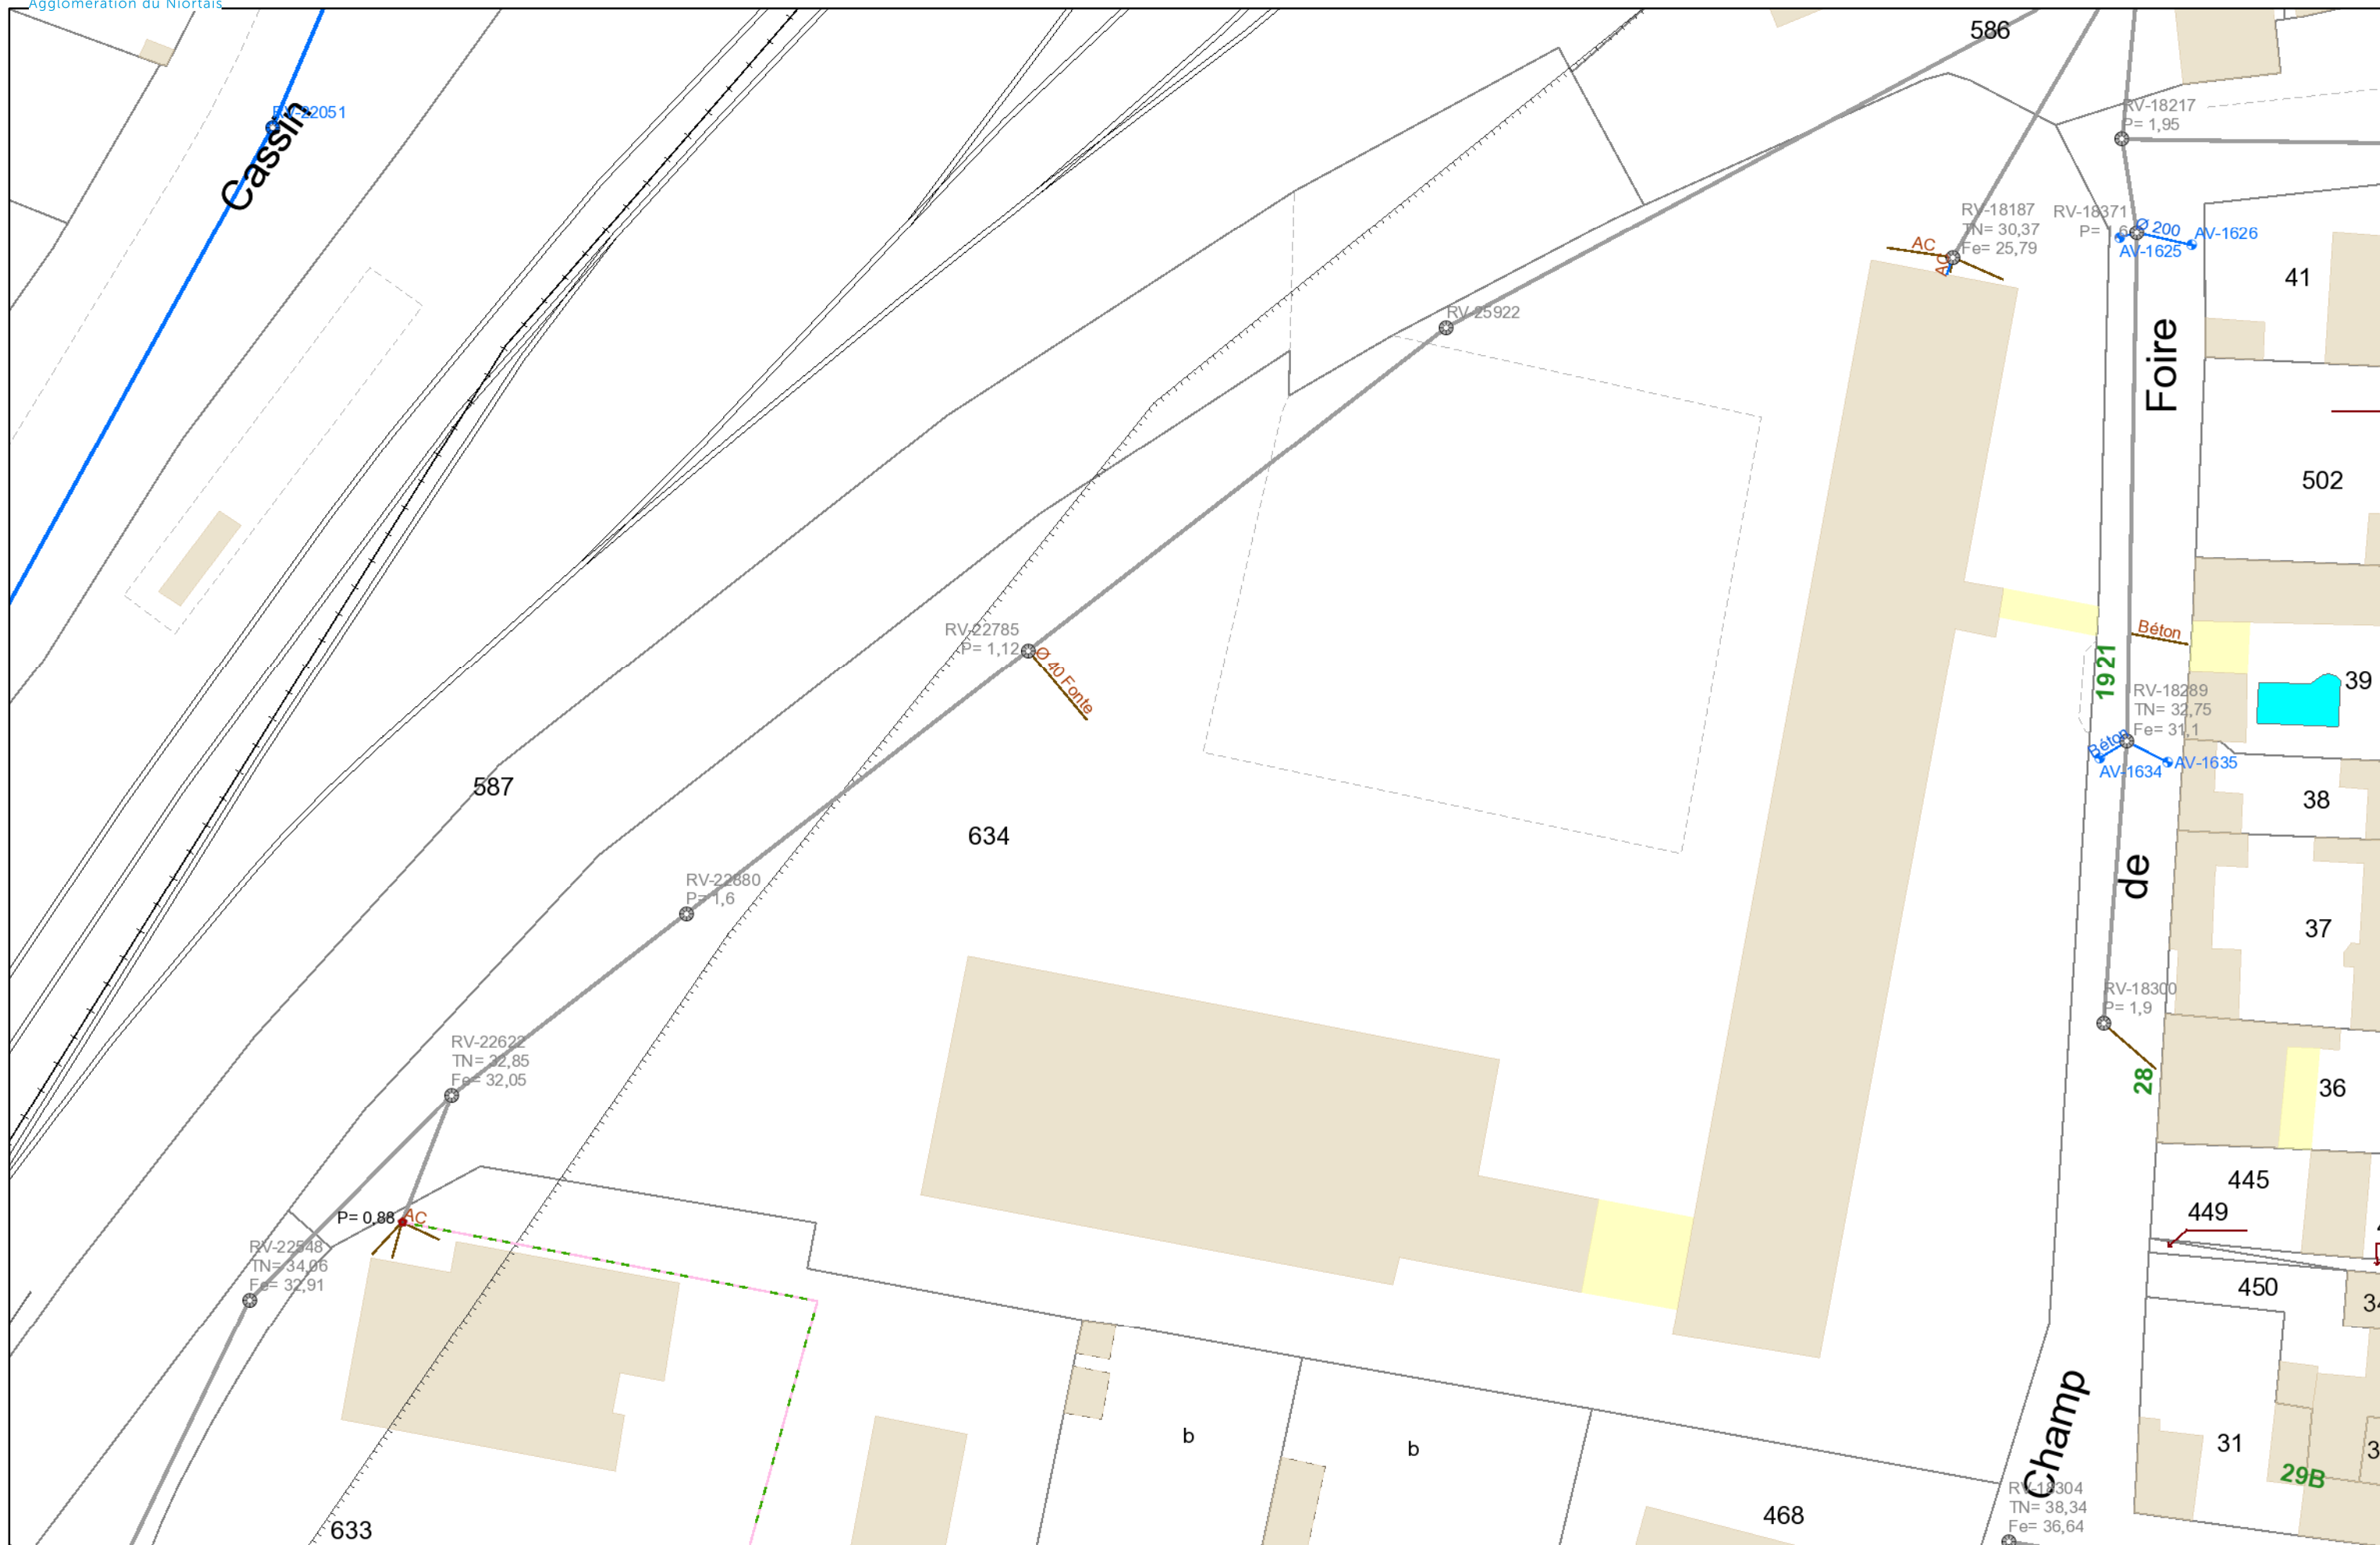 Agglomération du Niortais
586
RV-22051
Cassin
RV-18217
P= 1,95
RV-18187
TN= 30,37
Fe= 25,79
AC
AC
RV-18371
Ø 200
AV-1626
AV-1625
41
RV-25922
Foire
502
RV-22785
P= 1,12
Ø 40 Fonte
Béton
1921
39
RV-18289
TN= 32,75
Fe= 31,1
Béton
AV-1634
AV-1635
587
38
634
de
RV-22880
P= 1,6
37
RV-18300
P= 1,9
RV-22622
TN= 32,85
Fe= 32,05
28
36
445
449
P= 0,88
AC
RV-22548
TN= 34,06
Fe= 32,91
450
Champ
b
b
31
29B
RV-18304
TN= 38,34
Fe= 36,64
468
633